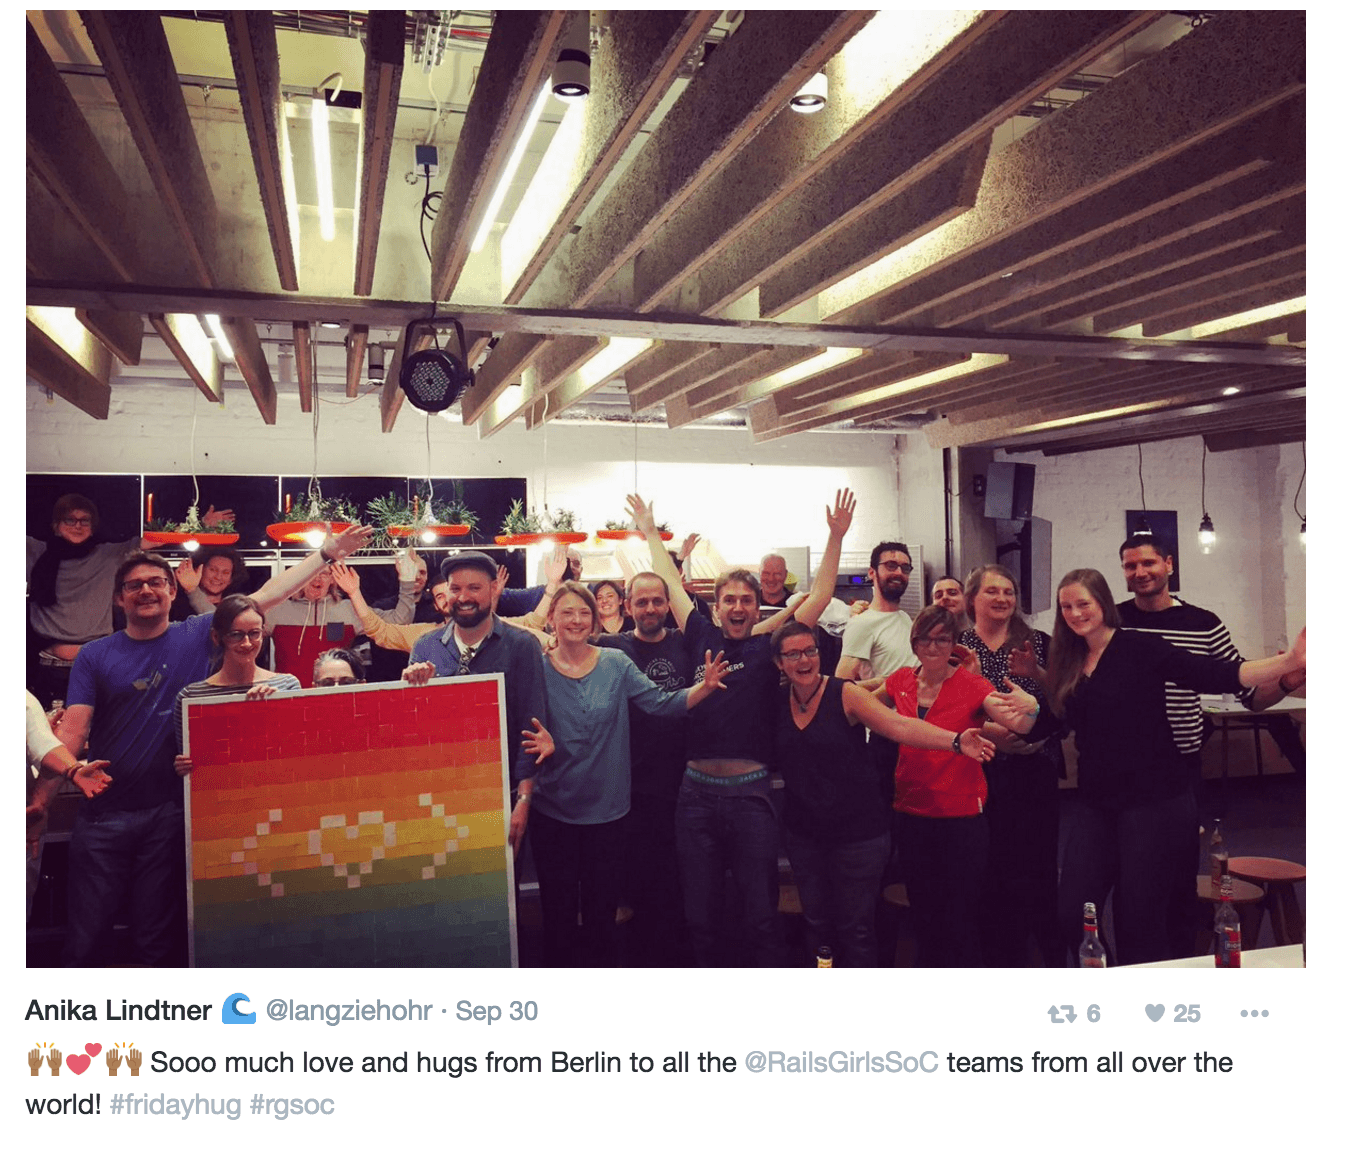 Anika Lindtner 🌊 @langziehohr · Sep 30
6 25
🙌🏽💕🙌🏽 Sooo much love and hugs from Berlin to all the @RailsGirlsSoC teams from all over the
world! #fridayhug #rgsoc